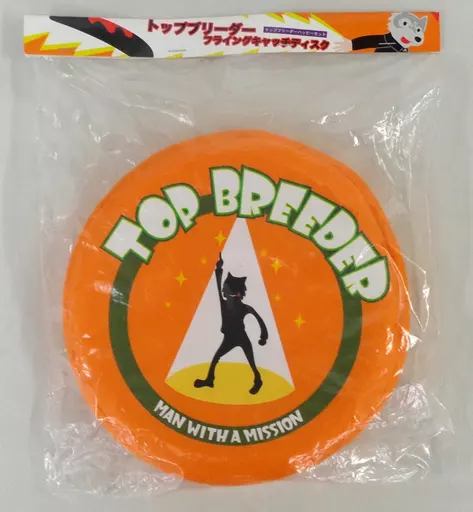 トップブリーダー
フライングキャッチディスク
トップブリーダーハッピーセット
TOP BREEDER
MAN WITH A MISSION